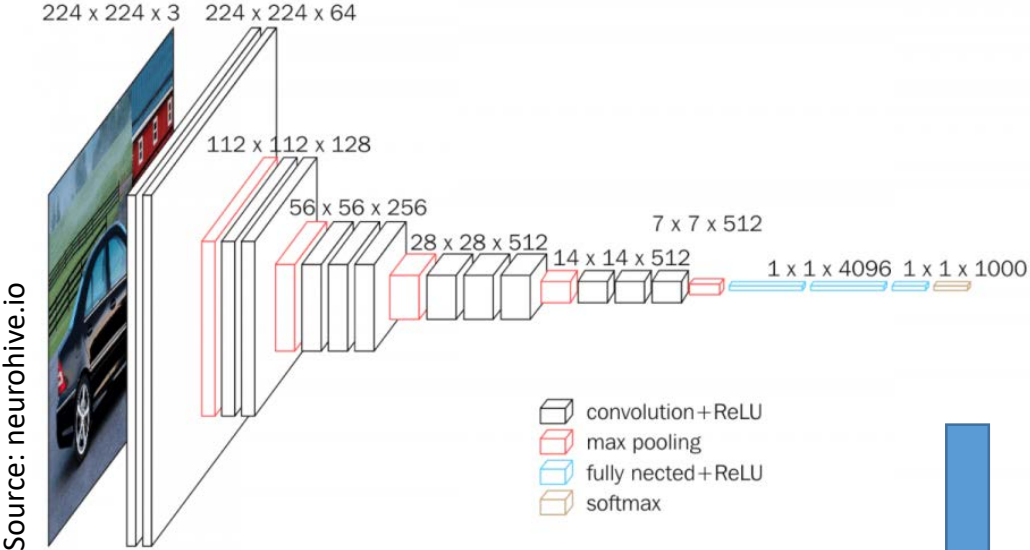 224 x 224 x 3
224 x 224 x 64
112 x 112 x 128
56 x 56 x 256
28 x 28 x 512
14 x 14 x 512
7 x 7 x 512
1 x 1 x 4096
1 x 1 x 1000
convolution+ReLU
max pooling
fully nected+ReLU
softmax
Source: neurohive.io